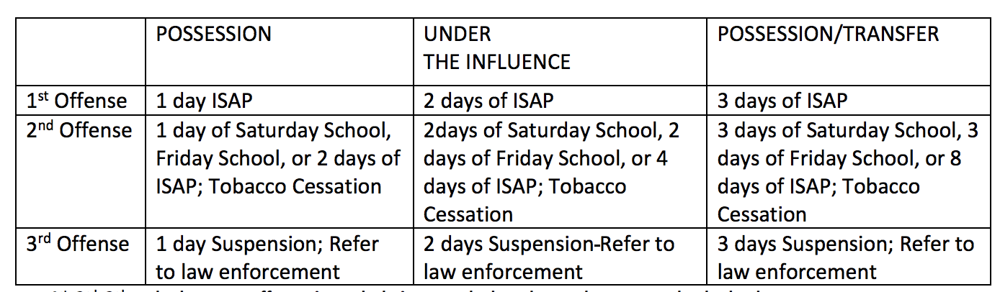 POSSESSION UNDER THE INFLUENCE POSSESSION/TRANSFER
1st Offense 1 day ISAP 2 days of ISAP 3 days of ISAP
2nd Offense 1 day of Saturday School, Friday School, or 2 days of ISAP; Tobacco Cessation 2days of Saturday School, 2 days of Friday School, or 4 days of ISAP; Tobacco Cessation 3 days of Saturday School, 3 days of Friday School, or 8 days of ISAP; Tobacco Cessation
3rd Offense 1 day Suspension; Refer to law enforcement 2 days Suspension-Refer to law enforcement 3 days Suspension; Refer to law enforcement